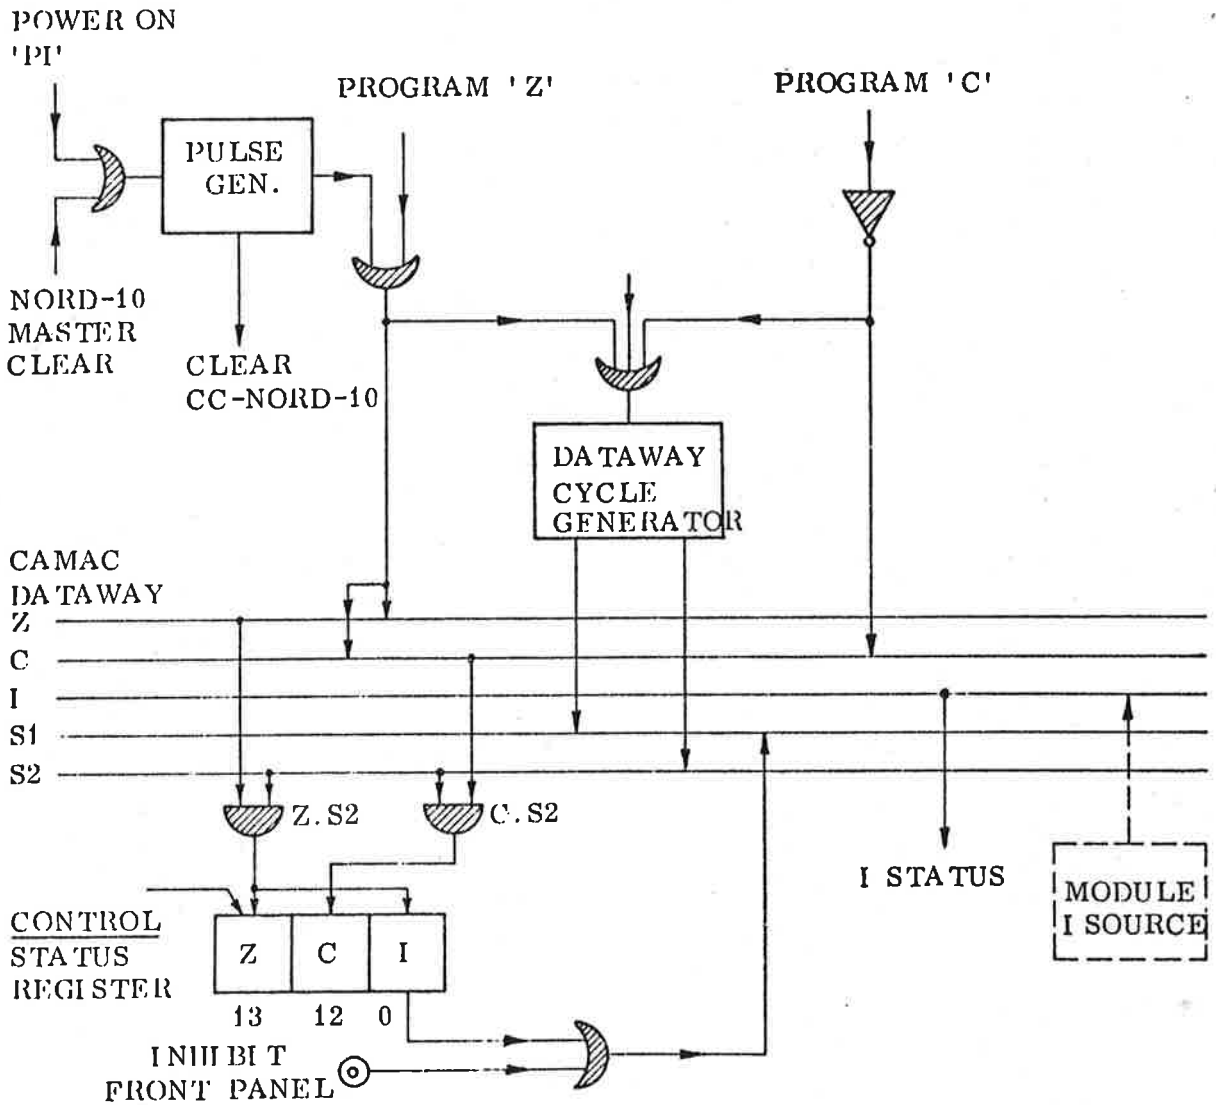 POWER ON
'PI'
PROGRAM 'Z'
PROGRAM 'C'
PULSE
GEN.
NORD-10
MASTER
CLEAR
CLEAR
CC-NORD-10
DATAWAY
CYCLE
GENERATOR
CAMAC
DATAWAY
Z
C
I
S1
S2
Z.S2
C.S2
I STATUS
MODULE
I SOURCE
CONTROL
STATUS
REGISTER
Z C I
13 12 0
INHIBIT
FRONT PANEL